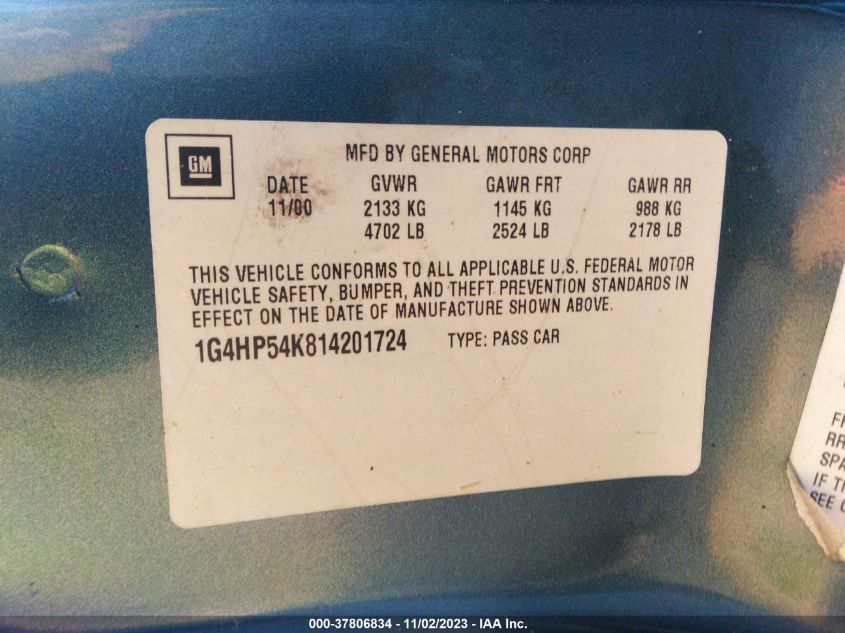 GM
MFD BY GENERAL MOTORS CORP
DATE GVWR GAWR FRT GAWR RR
11/00 2133 KG 1145 KG 988 KG
4702 LB 2524 LB 2178 LB
THIS VEHICLE CONFORMS TO ALL APPLICABLE U.S. FEDERAL MOTOR
VEHICLE SAFETY, BUMPER, AND THEFT PREVENTION STANDARDS IN
EFFECT ON THE DATE OF MANUFACTURE SHOWN ABOVE.
1G4HP54K814201724 TYPE: PASS CAR
IF
SEE
000-37806834 - 11/02/2023 - IAA Inc.